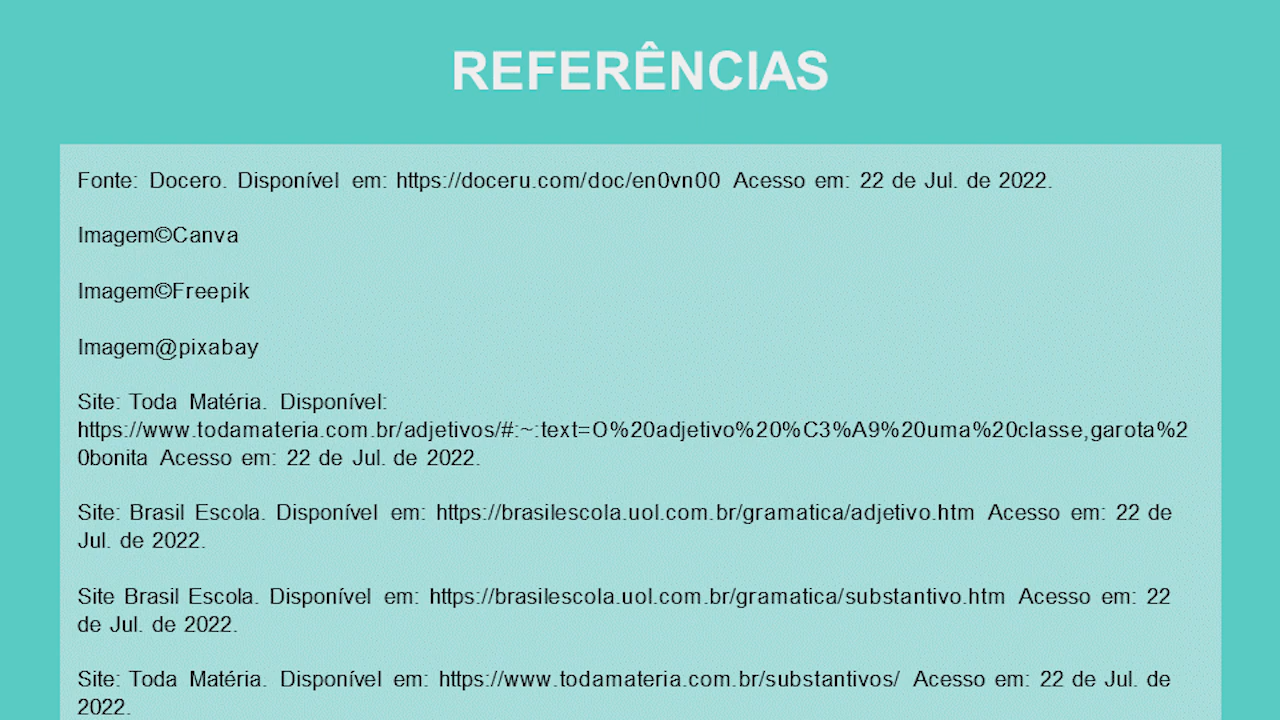 REFERÊNCIAS
Fonte: Docero. Disponível em: https://doceru.com/doc/en0vn00 Acesso em: 22 de Jul. de 2022.
Imagem©Canva
Imagem©Freepik
Imagem@pixabay
Site: Toda Matéria. Disponível:
https://www.todamateria.com.br/adjetivos/#:~:text=O%20adjetivo%20%C3%A9%20uma%20classe,garota%2
0bonita Acesso em: 22 de Jul. de 2022.
Site: Brasil Escola. Disponível em: https://brasilescola.uol.com.br/gramatica/adjetivo.htm Acesso em: 22 de
Jul. de 2022.
Site Brasil Escola. Disponível em: https://brasilescola.uol.com.br/gramatica/substantivo.htm Acesso em: 22
de Jul. de 2022.
Site: Toda Matéria. Disponível em: https://www.todamateria.com.br/substantivos/ Acesso em: 22 de Jul. de
2022.